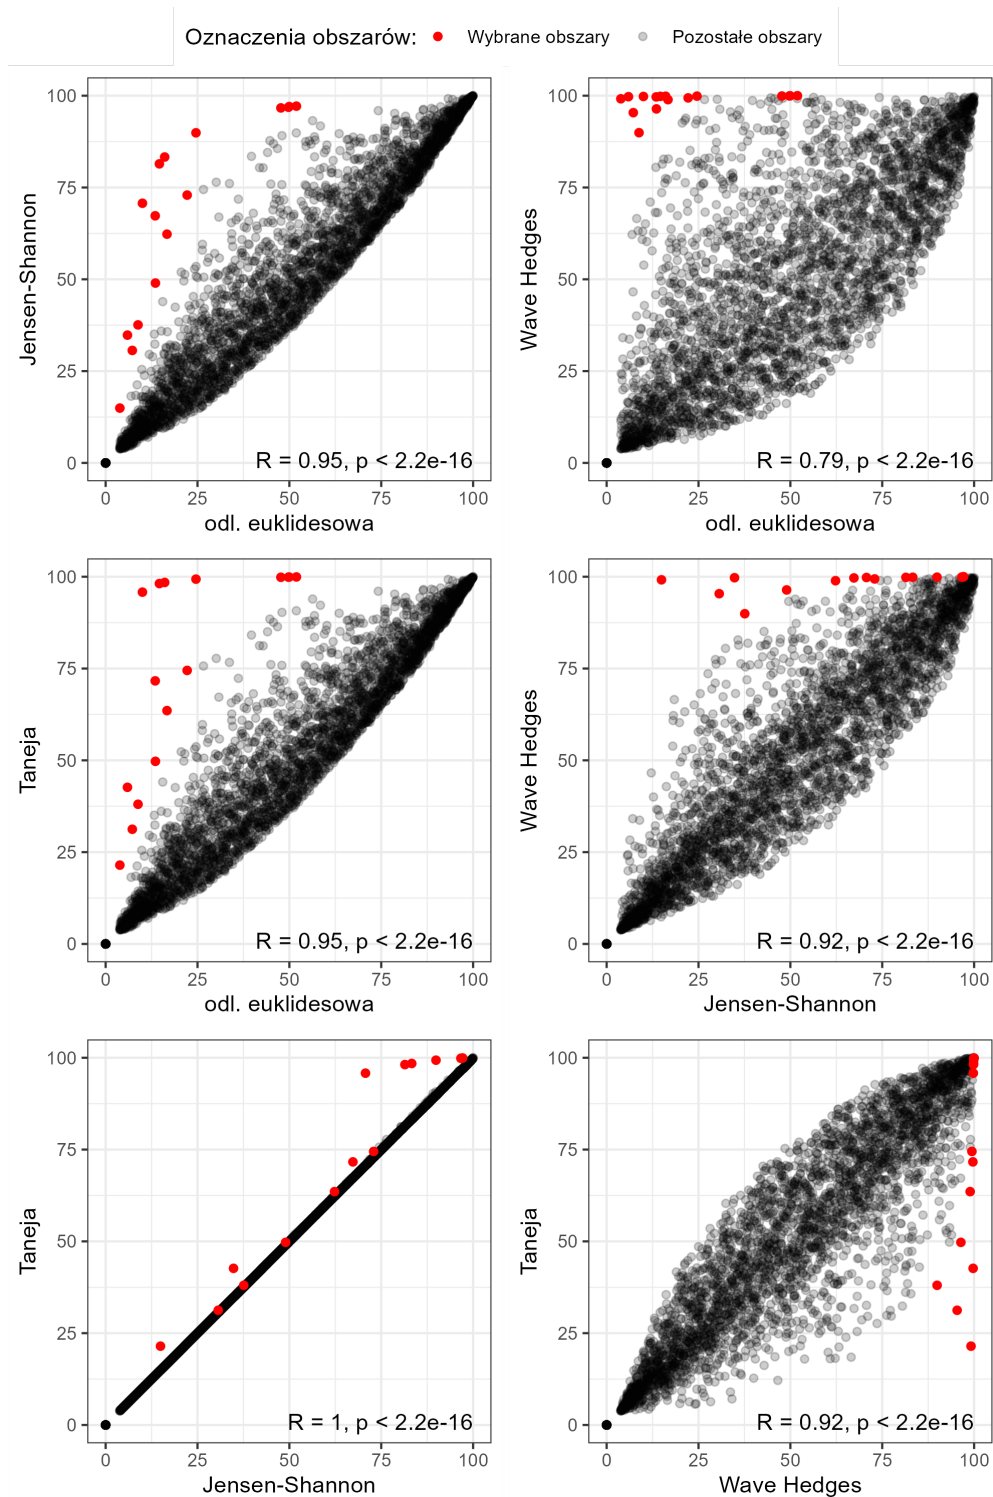 Oznaczenia obszarów: Wybrane obszary Pozostałe obszary
100
75
50
25
0
Jensen-Shannon
R = 0.95, p < 2.2e-16
0 25 50 75 100
odl. euklidesowa
100
75
50
25
0
Wave Hedges
R = 0.79, p < 2.2e-16
0 25 50 75 100
odl. euklidesowa
100
75
50
25
0
Taneja
R = 0.95, p < 2.2e-16
0 25 50 75 100
odl. euklidesowa
100
75
50
25
0
Wave Hedges
R = 0.92, p < 2.2e-16
0 25 50 75 100
Jensen-Shannon
100
75
50
25
0
Taneja
R = 1, p < 2.2e-16
0 25 50 75 100
Jensen-Shannon
100
75
50
25
0
Taneja
R = 0.92, p < 2.2e-16
0 25 50 75 100
Wave Hedges